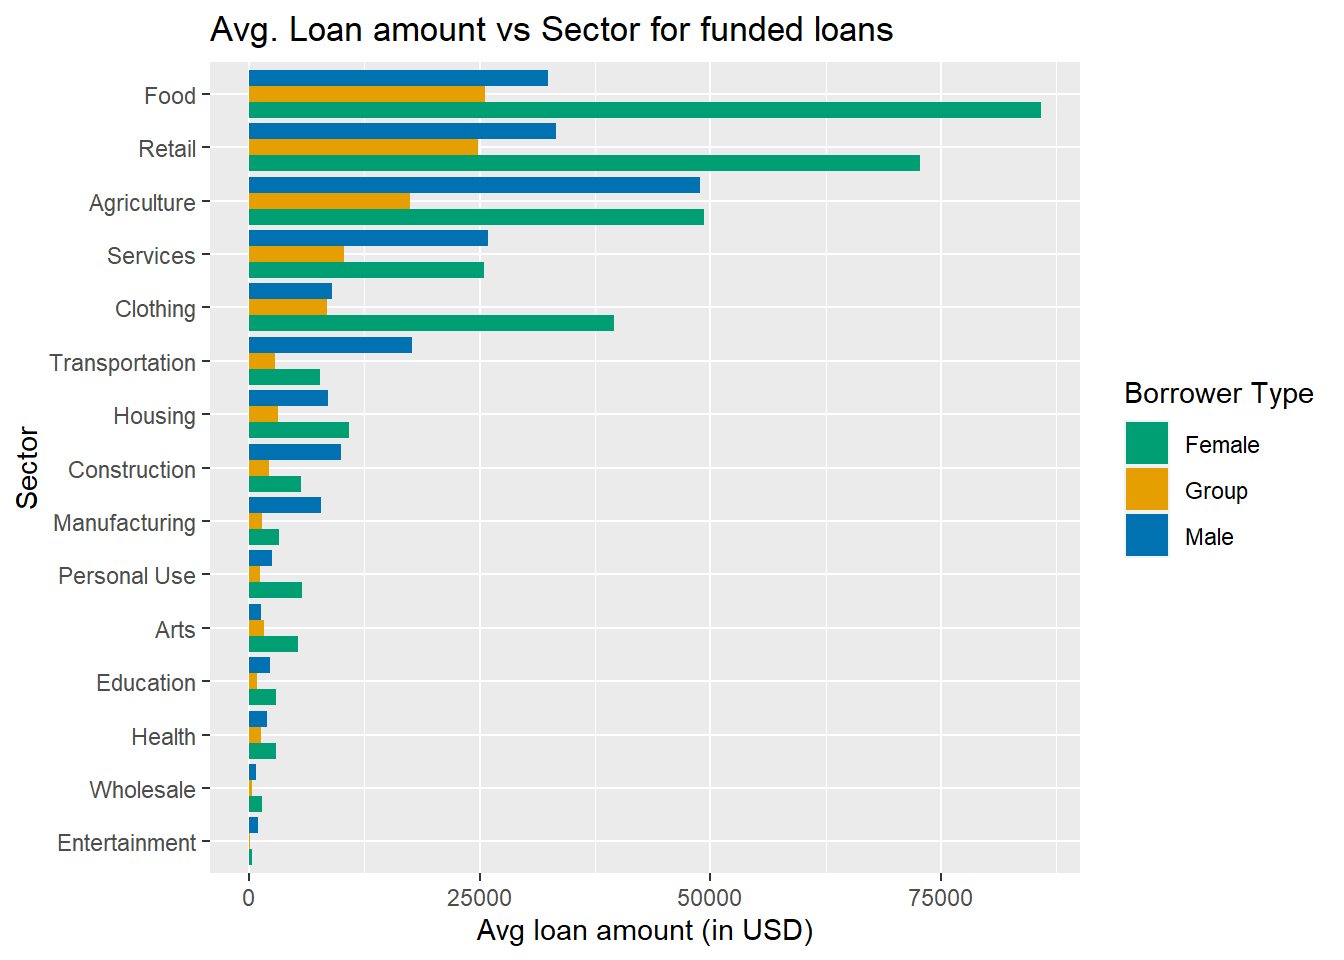 Avg. Loan amount vs Sector for funded loans
Food
Retail
Agriculture
Services
Clothing
Transportation
Housing
Construction
Manufacturing
Personal Use
Arts
Education
Health
Wholesale
Entertainment
Sector
0 25000 50000 75000
Avg loan amount (in USD)
Borrower Type
Female
Group
Male